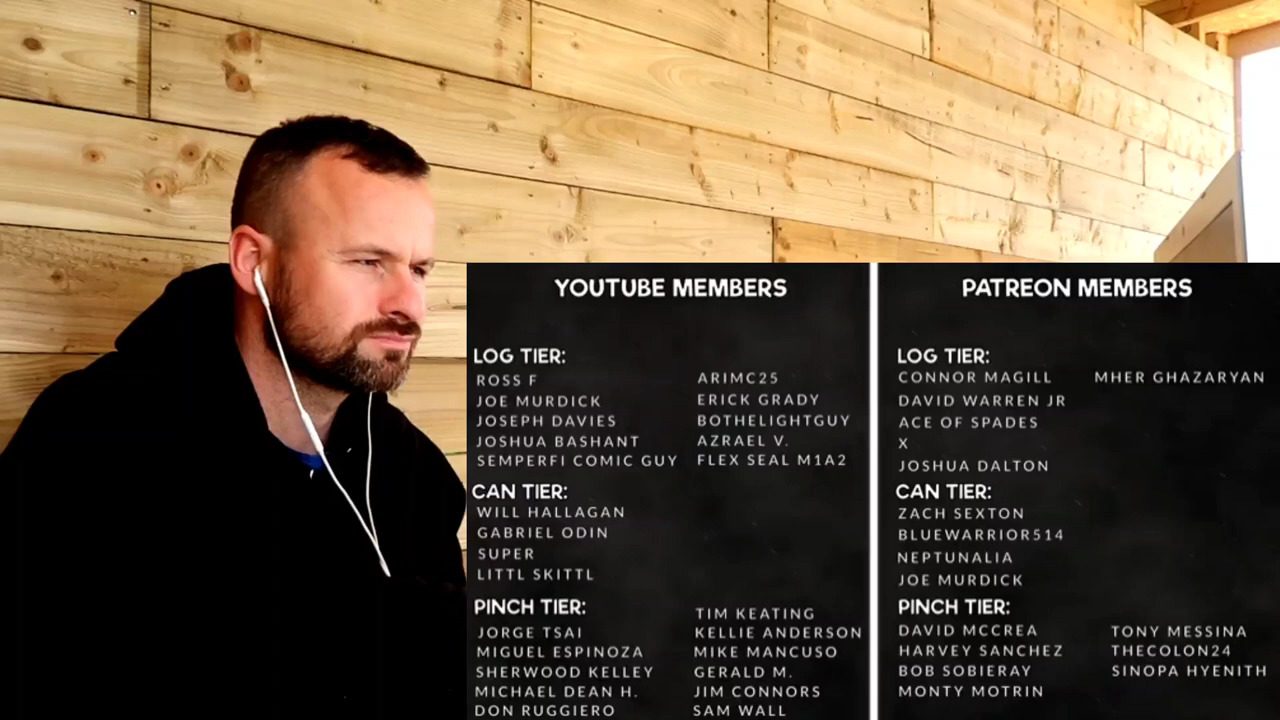 YOUTUBE MEMBERS
LOG TIER:
ROSS F
JOE MURDICK
JOSEPH DAVIES
JOSHUA BASHANT
SEMPERFI COMIC GUY
ARIMC25
ERICK GRADY
BOTHELIGHTGUY
AZRAEL V.
FLEX SEAL M1A2
CAN TIER:
WILL HALLAGAN
GABRIEL ODIN
SUPER
LITTL SKITTL
PINCH TIER:
JORGE TSAI
MIGUEL ESPINOZA
SHERWOOD KELLEY
MICHAEL DEAN H.
DON RUGGIERO
TIM KEATING
KELLIE ANDERSON
MIKE MANCUSO
GERALD M.
JIM CONNORS
SAM WALL
PATREON MEMBERS
LOG TIER:
CONNOR MAGILL
DAVID WARREN JR
ACE OF SPADES
X
JOSHUA DALTON
MHER GHAZARYAN
CAN TIER:
ZACH SEXTON
BLUEWARRIOR514
NEPTUNALIA
JOE MURDICK
PINCH TIER:
DAVID MCCREA
HARVEY SANCHEZ
BOB SOBIERAY
MONTY MOTRIN
TONY MESSINA
THECOLON24
SINOPA HYENITH